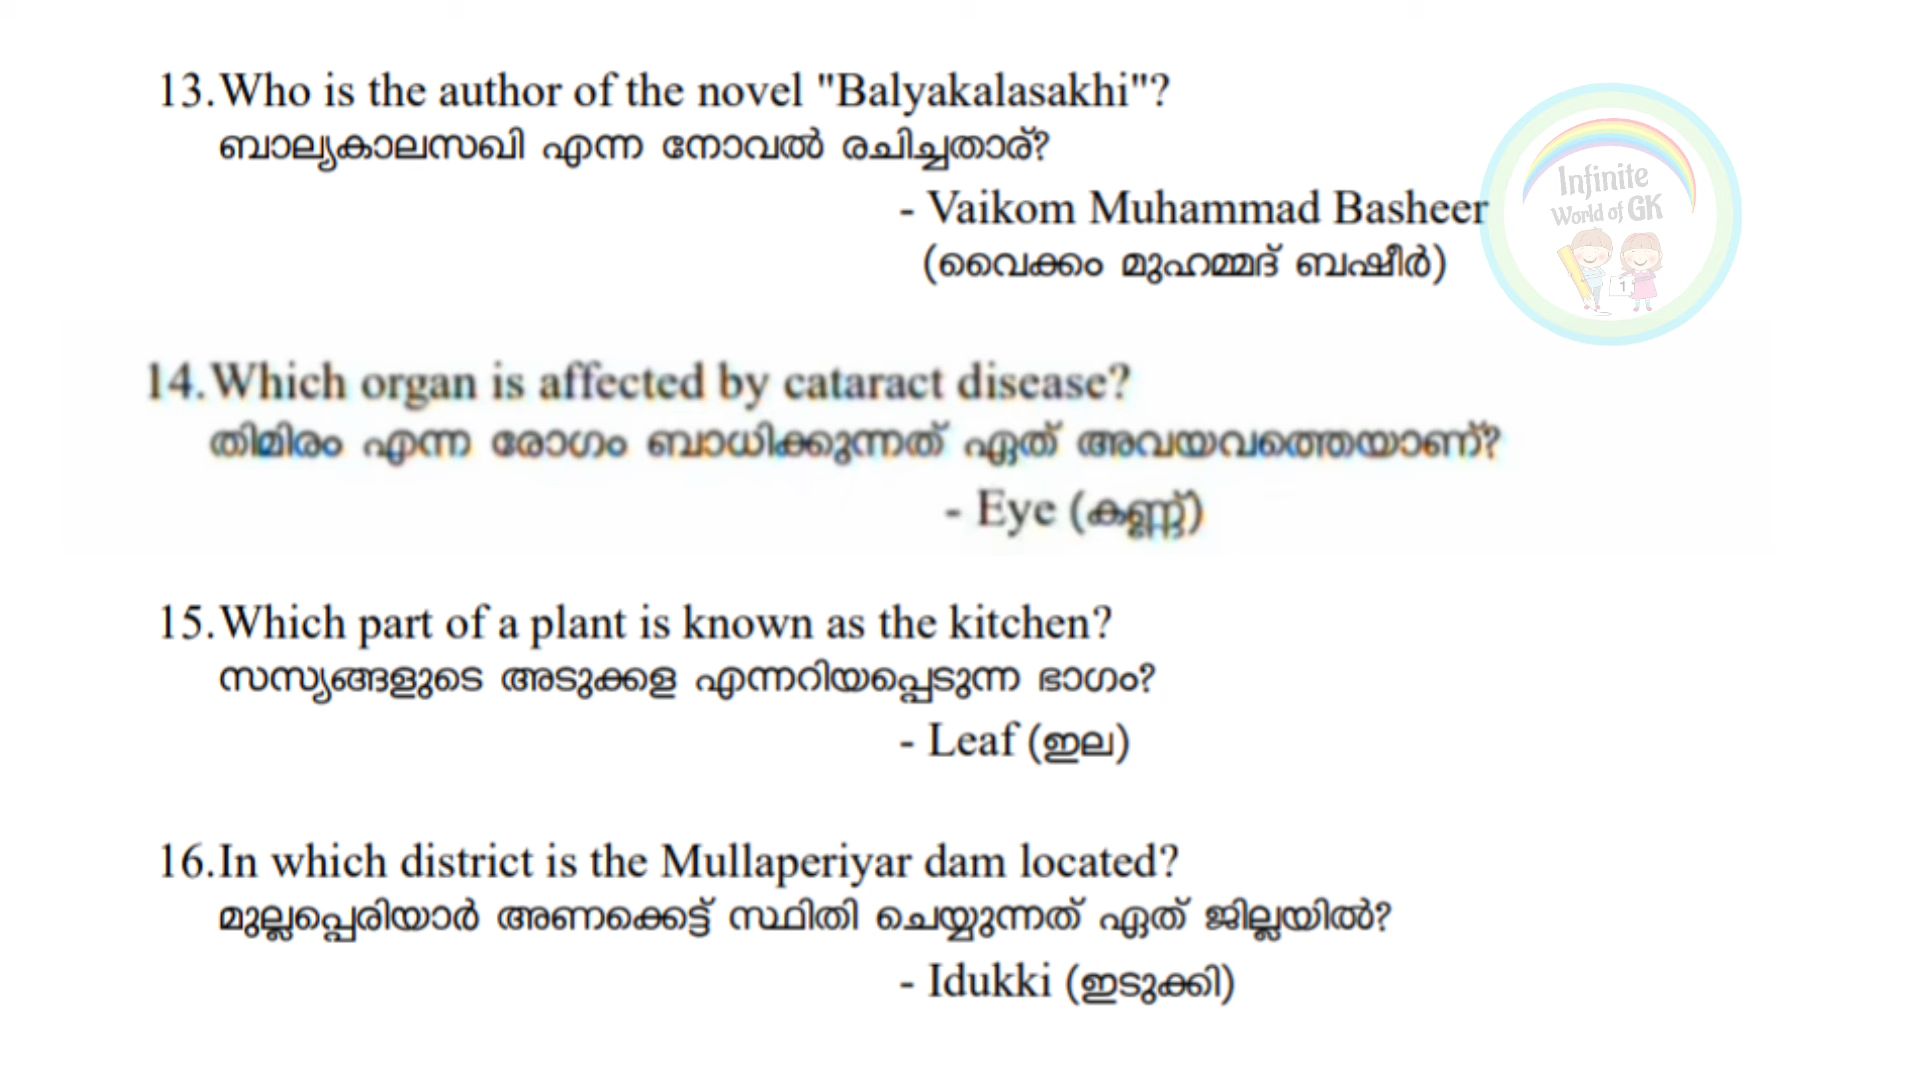 13.Who is the author of the novel "Balyakalasakhi"?
ബാല്യകാലസഖി എന്ന നോവൽ രചിച്ചതാര്?
- Vaikom Muhammad Basheer
(വൈക്കം മുഹമ്മദ് ബഷീർ)
Infinite
World of GK
1
14.Which organ is affected by cataract disease?
തിമിരം എന്ന രോഗം ബാധിക്കുന്നത് ഏത് അവയവത്തെയാണ്?
- Eye (കണ്ണ്)
15.Which part of a plant is known as the kitchen?
സസ്യങ്ങളുടെ അടുക്കള എന്നറിയപ്പെടുന്ന ഭാഗം?
- Leaf (ഇല)
16.In which district is the Mullaperiyar dam located?
മുല്ലപ്പെരിയാർ അണക്കെട്ട് സ്ഥിതി ചെയ്യുന്നത് ഏത് ജില്ലയിൽ?
- Idukki (ഇടുക്കി)